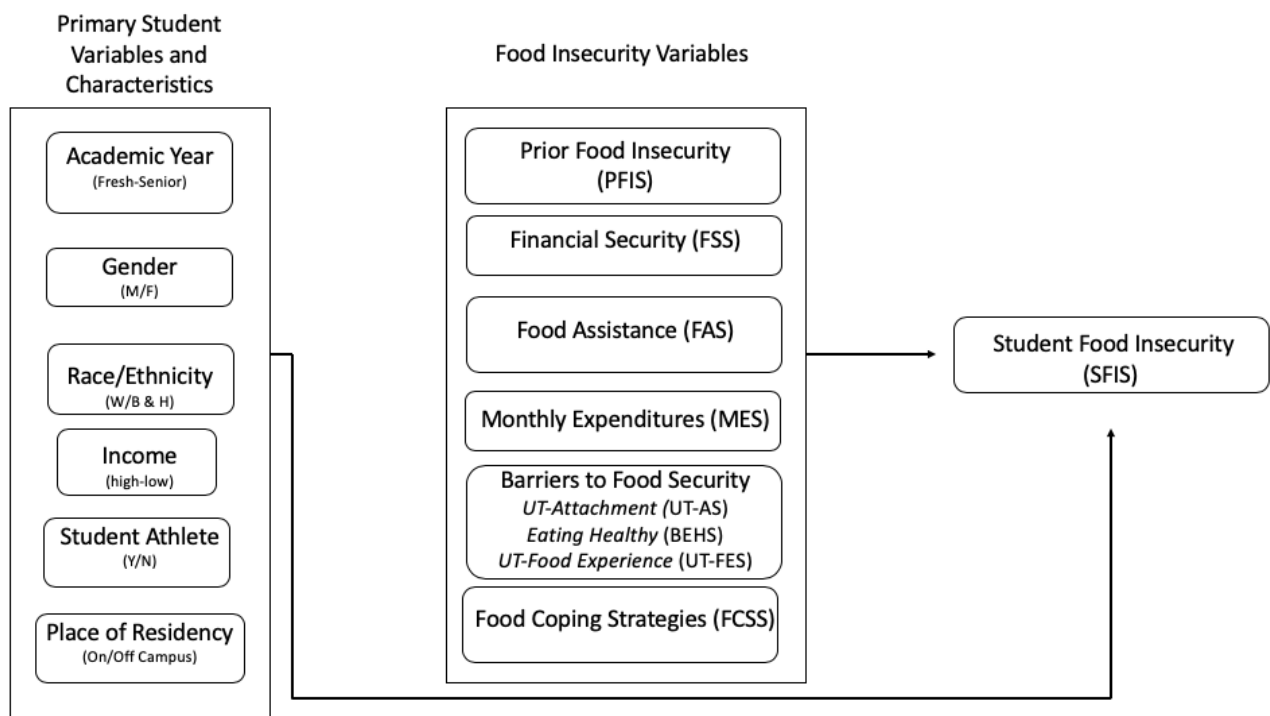 Primary Student
Variables and
Characteristics
Academic Year
(Fresh-Senior)
Gender
(M/F)
Race/Ethnicity
(W/B & H)
Income
(high-low)
Student Athlete
(Y/N)
Place of Residency
(On/Off Campus)
Food Insecurity Variables
Prior Food Insecurity
(PFIS)
Financial Security (FSS)
Food Assistance (FAS)
Monthly Expenditures (MES)
Barriers to Food Security
UT-Attachment (UT-AS)
Eating Healthy (BEHS)
UT-Food Experience (UT-FES)
Food Coping Strategies (FCSS)
Student Food Insecurity
(SFIS)